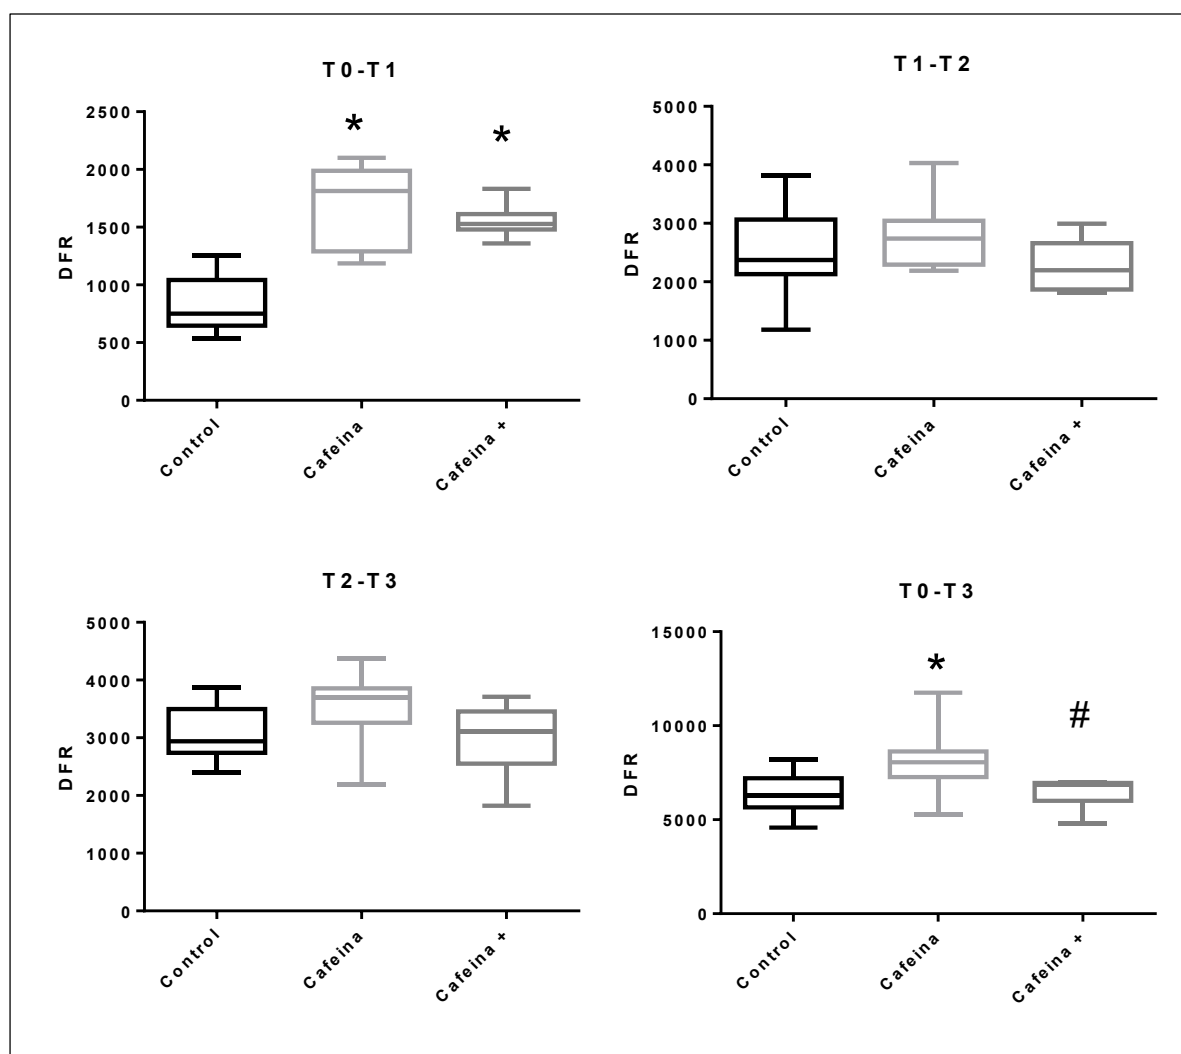 T0-T1
2500
2000
1500
1000
500
0
DFR
*
*
Control
Cafeina
Cafeina +
T1-T2
5000
4000
3000
2000
1000
0
DFR
Control
Cafeina
Cafeina +
T2-T3
5000
4000
3000
2000
1000
0
DFR
Control
Cafeina
Cafeina +
T0-T3
15000
10000
5000
0
DFR
*
#
Control
Cafeina
Cafeina +